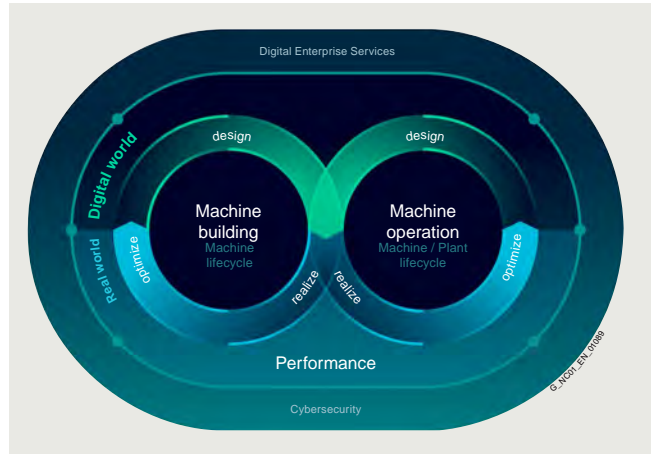 Digital Enterprise Services
Digital world
design
design
Machine
building
Machine
lifecycle
Machine
operation
Machine / Plant
lifecycle
Real world
optimize
realize
realize
optimize
Performance
G_NC01_EN_01089
Cybersecurity